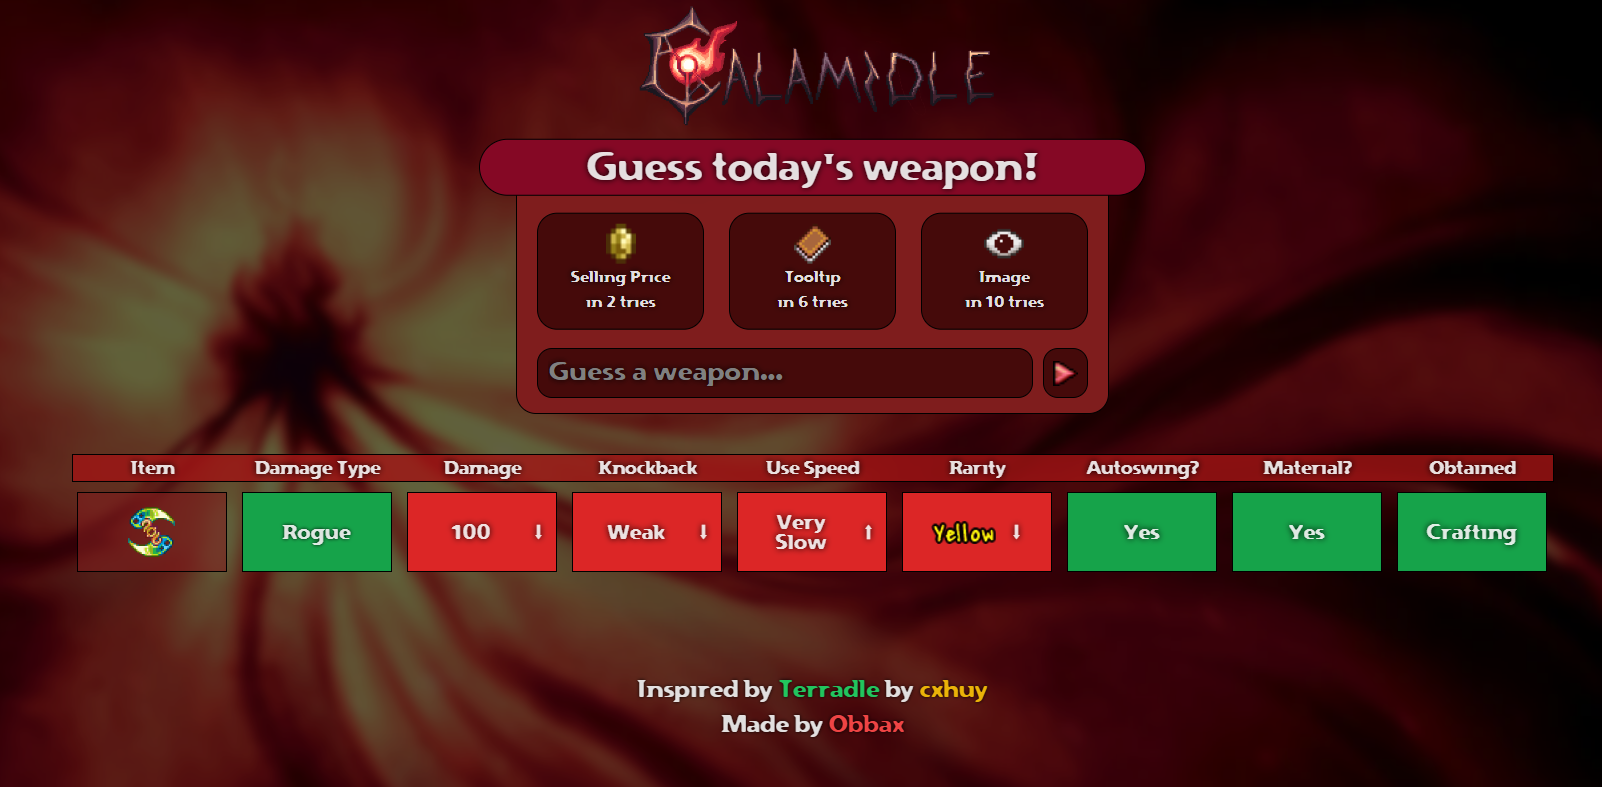 CALAMIDLE
Guess today's weapon!
Selling Price
in 2 tries
Tooltip
in 6 tries
Image
in 10 tries
Guess a weapon...
Item Damage Type Damage Knockback Use Speed Rarity Autoswing? Material? Obtained
Rogue 100 ⬇ Weak ⬇ Very Slow ⬆ Yellow ⬇ Yes Yes Crafting
Inspired by Terradle by cxhuy
Made by Obbax